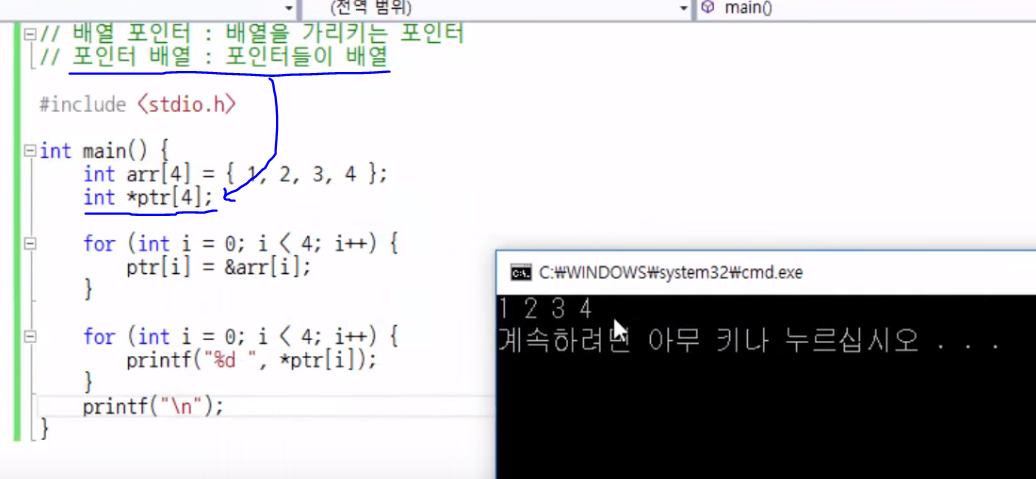 (전역 범위)
main()
// 배열 포인터 : 배열을 가리키는 포인터
// 포인터 배열 : 포인터들이 배열
#include <stdio.h>
int main() {
int arr[4] = { 1, 2, 3, 4 };
int *ptr[4];
for (int i = 0; i < 4; i++) {
ptr[i] = &arr[i];
}
for (int i = 0; i < 4; i++) {
printf("%d ", *ptr[i]);
}
printf("\n");
}
C:₩WINDOWS₩system32₩cmd.exe
1 2 3 4
계속하려면 아무 키나 누르십시오 . . .